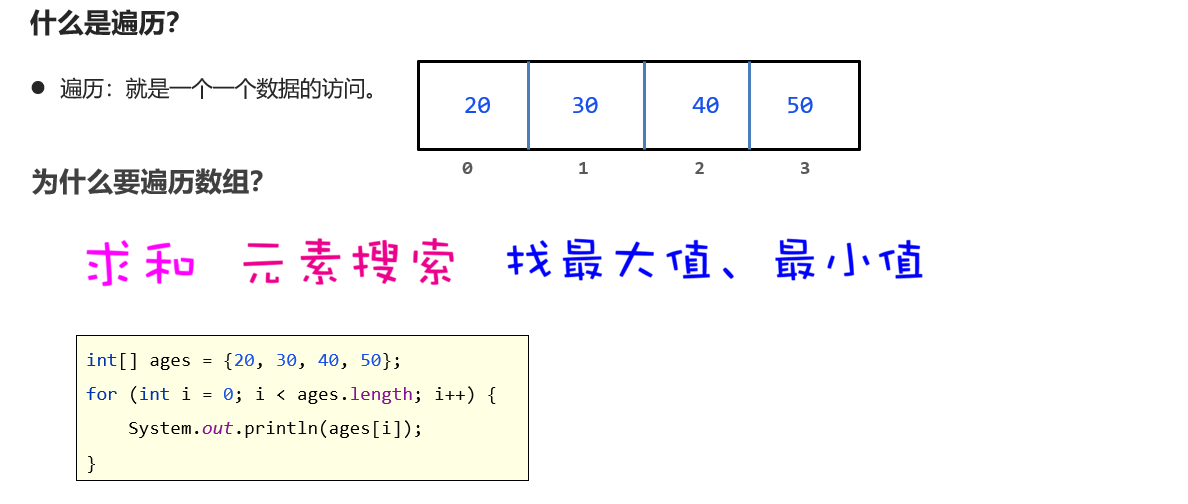 什么是遍历?
● 遍历：就是一个一个数据的访问。
20 30 40 50
0 1 2 3
为什么要遍历数组?
求和 元素搜索 找最大值、最小值
int[] ages = {20, 30, 40, 50};
for (int i = 0; i < ages.length; i++) {
    System.out.println(ages[i]);
}